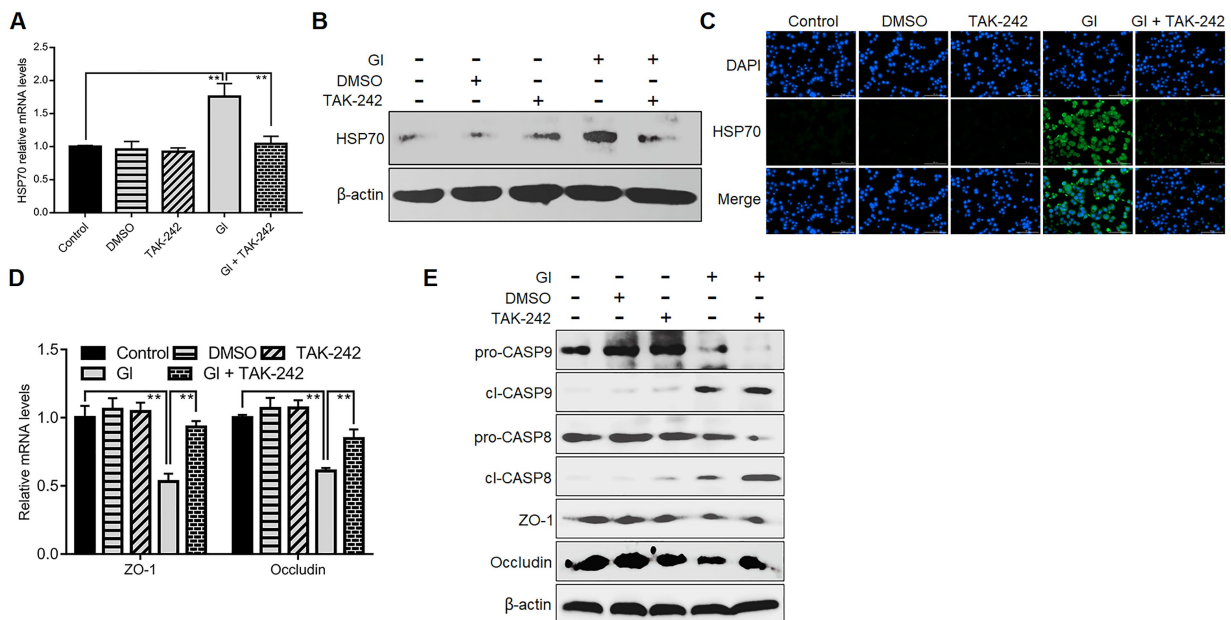 A
HSP70 relative mRNA levels
2.5
2.0
1.5
1.0
0.5
0.0
** **
Control DMSO TAK-242 GI GI + TAK-242
B
GI - - - + +
DMSO - + - - -
TAK-242 - - + - +
HSP70
β-actin
C
Control DMSO TAK-242 GI GI + TAK-242
DAPI
HSP70
Merge
D
Relative mRNA levels
1.5
1.0
0.5
0.0
Control DMSO TAK-242
GI GI + TAK-242
** ** ** **
ZO-1 Occludin
E
GI - - - + +
DMSO - + - - -
TAK-242 - - + - +
pro-CASP9
cl-CASP9
pro-CASP8
cl-CASP8
ZO-1
Occludin
β-actin